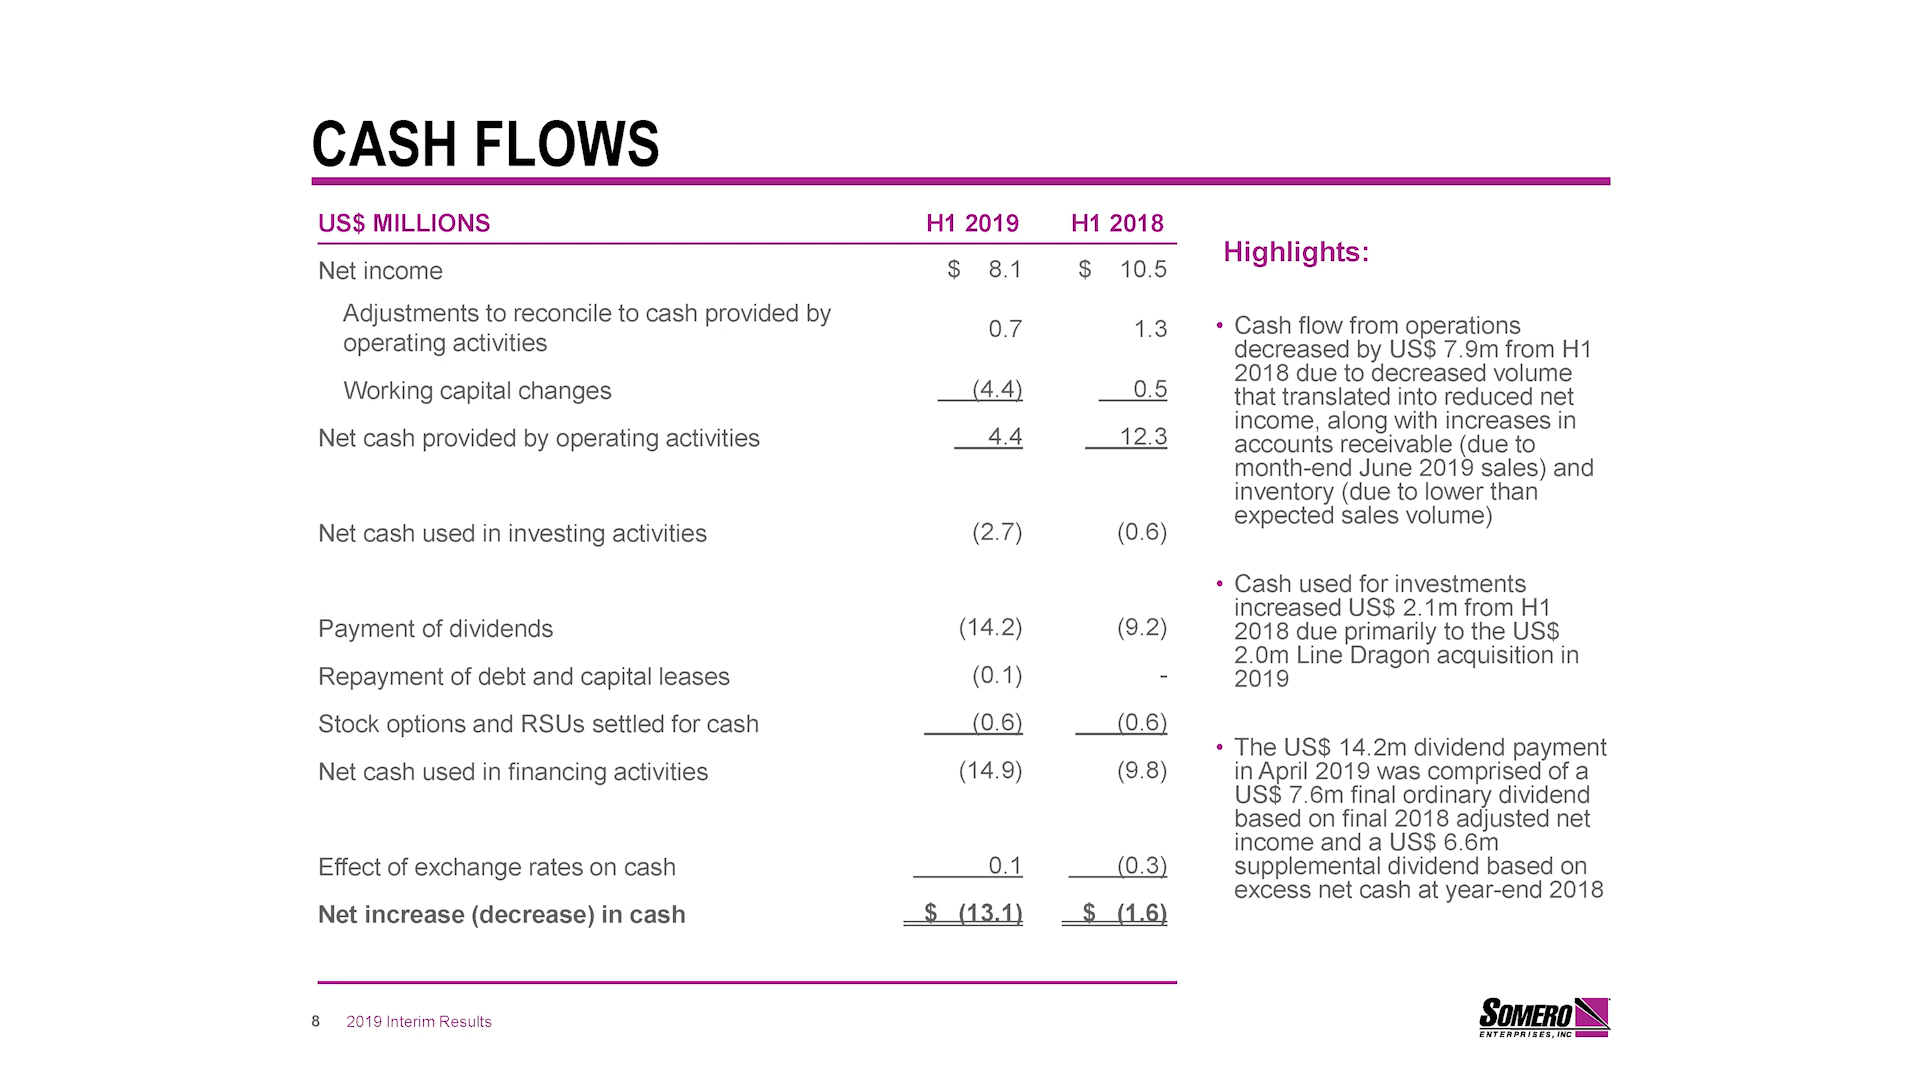 CASH FLOWS
US$ MILLIONS H1 2019 H1 2018
Net income $ 8.1 $ 10.5
Adjustments to reconcile to cash provided by
operating activities 0.7 1.3
Working capital changes (4.4) 0.5
Net cash provided by operating activities 4.4 12.3
Net cash used in investing activities (2.7) (0.6)
Payment of dividends (14.2) (9.2)
Repayment of debt and capital leases (0.1) -
Stock options and RSUs settled for cash (0.6) (0.6)
Net cash used in financing activities (14.9) (9.8)
Effect of exchange rates on cash 0.1 (0.3)
Net increase (decrease) in cash $ (13.1) $ (1.6)
Highlights:
• Cash flow from operations
decreased by US$ 7.9m from H1
2018 due to decreased volume
that translated into reduced net
income, along with increases in
accounts receivable (due to
month-end June 2019 sales) and
inventory (due to lower than
expected sales volume)
• Cash used for investments
increased US$ 2.1m from H1
2018 due primarily to the US$
2.0m Line Dragon acquisition in
2019
• The US$ 14.2m dividend payment
in April 2019 was comprised of a
US$ 7.6m final ordinary dividend
based on final 2018 adjusted net
income and a US$ 6.6m
supplemental dividend based on
excess net cash at year-end 2018
8 2019 Interim Results
SOMERO
ENTERPRISES, INC